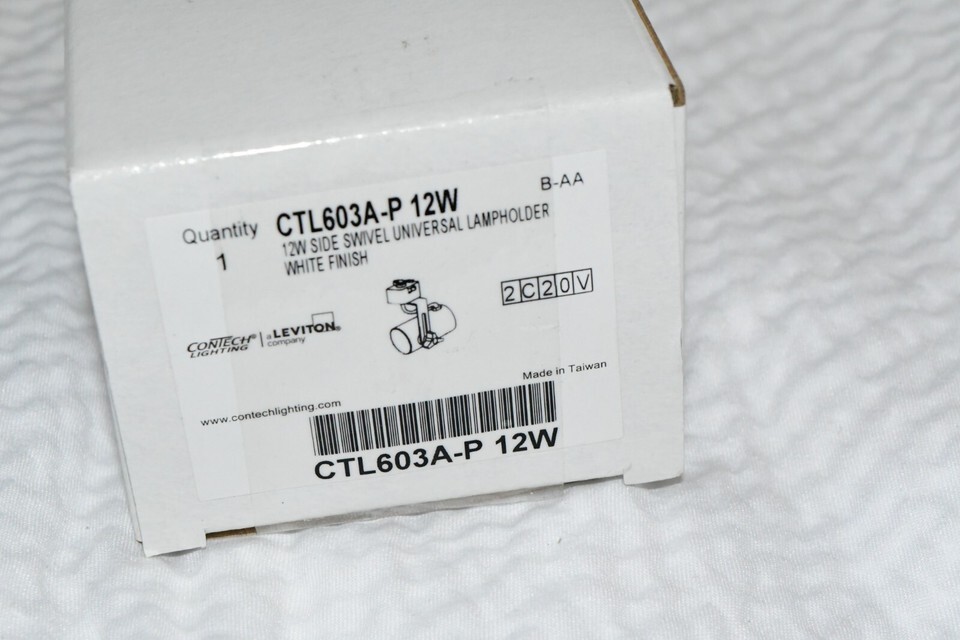 Quantity
1
CTL603A-P 12W
12W SIDE SWIVEL UNIVERSAL LAMPHOLDER
WHITE FINISH
B-AA
2C20V
CONTECH® LIGHTING | a LEVITON® company
Made in Taiwan
www.contechlighting.com
CTL603A-P 12W